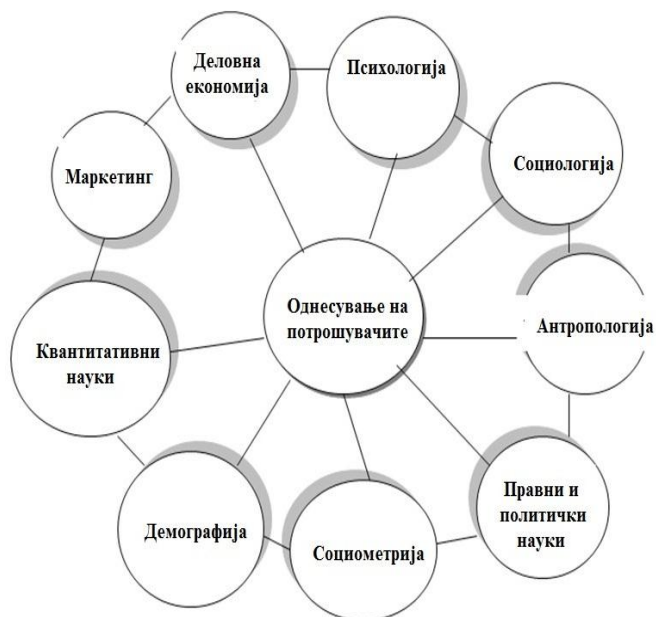 Деловна
економија
Психологија
Социологија
Маркетинг
Однесување на
потрошувачите
Антропологија
Квантитативни
науки
Правни и
политички
науки
Демографија
Социометрија